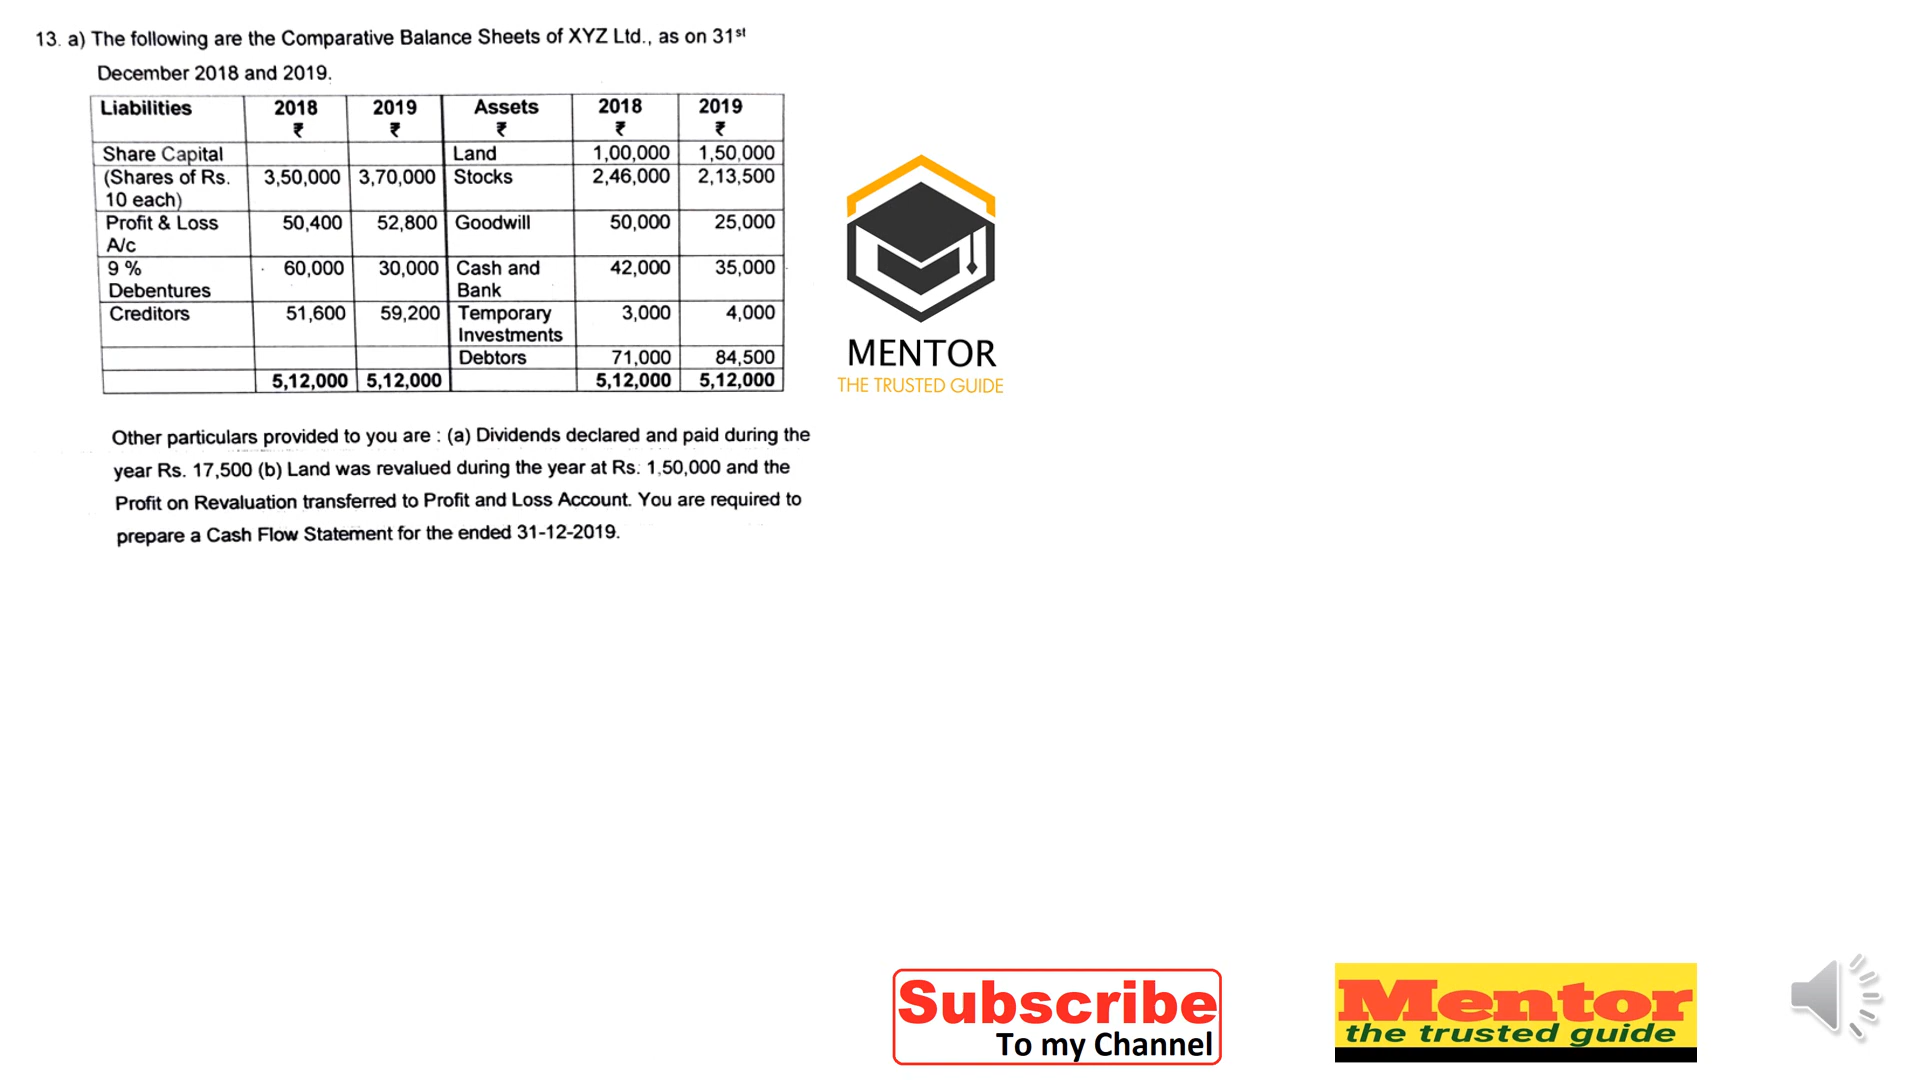 13. a) The following are the Comparative Balance Sheets of XYZ Ltd., as on 31st
December 2018 and 2019.
Liabilities 2018 2019 Assets 2018 2019
₹ ₹ ₹ ₹ ₹
Share Capital Land 1,00,000 1,50,000
(Shares of Rs. 3,50,000 3,70,000 Stocks 2,46,000 2,13,500
10 each)
Profit & Loss 50,400 52,800 Goodwill 50,000 25,000
A/c
9 % 60,000 30,000 Cash and 42,000 35,000
Debentures Bank
Creditors 51,600 59,200 Temporary 3,000 4,000
Investments
Debtors 71,000 84,500
5,12,000 5,12,000 5,12,000 5,12,000
Other particulars provided to you are : (a) Dividends declared and paid during the
year Rs. 17,500 (b) Land was revalued during the year at Rs. 1,50,000 and the
Profit on Revaluation transferred to Profit and Loss Account. You are required to
prepare a Cash Flow Statement for the ended 31-12-2019.
MENTOR
THE TRUSTED GUIDE
Subscribe
To my Channel
Mentor
the trusted guide